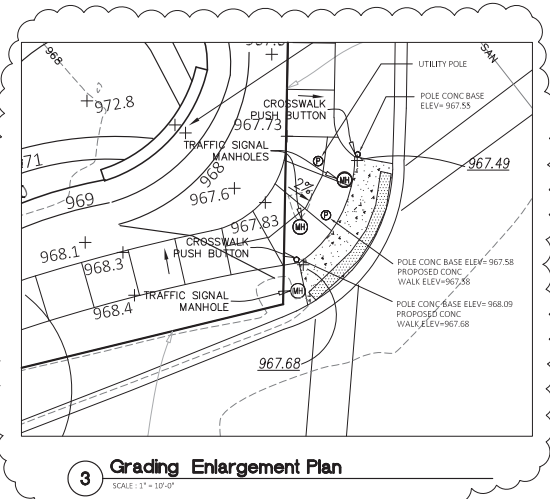 968
SAN
UTILITY POLE
972.8
CROSSWALK
PUSH BUTTON
POLE CONC BASE
ELEV= 967.53
967.73
TRAFFIC SIGNAL
MANHOLES
P
967.49
971
968
2%
MH
969
967.6
967.83
P
MH
968.1
CROSSWALK
PUSH BUTTON
968.3
POLE CONC BASE ELEV= 967.58
PROPOSED CONC
WALK ELEV=967.58
TRAFFIC SIGNAL
MANHOLE
MH
968.4
POLE CONC BASE ELEV= 968.09
PROPOSED CONC
WALK ELEV=967.68
967.68
3
Grading Enlargement Plan
SCALE : 1" = 10'-0"